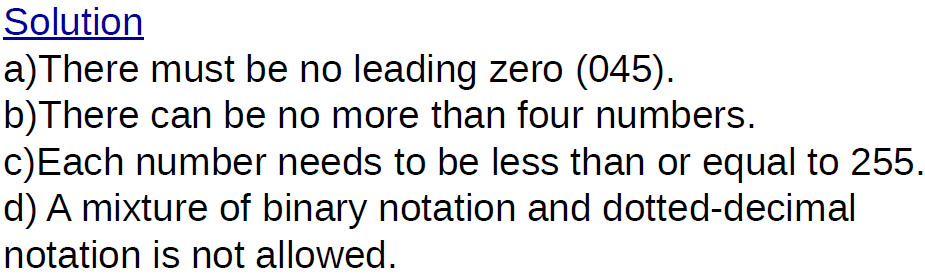 Solution
a)There must be no leading zero (045).
b)There can be no more than four numbers.
c)Each number needs to be less than or equal to 255.
d) A mixture of binary notation and dotted-decimal
notation is not allowed.